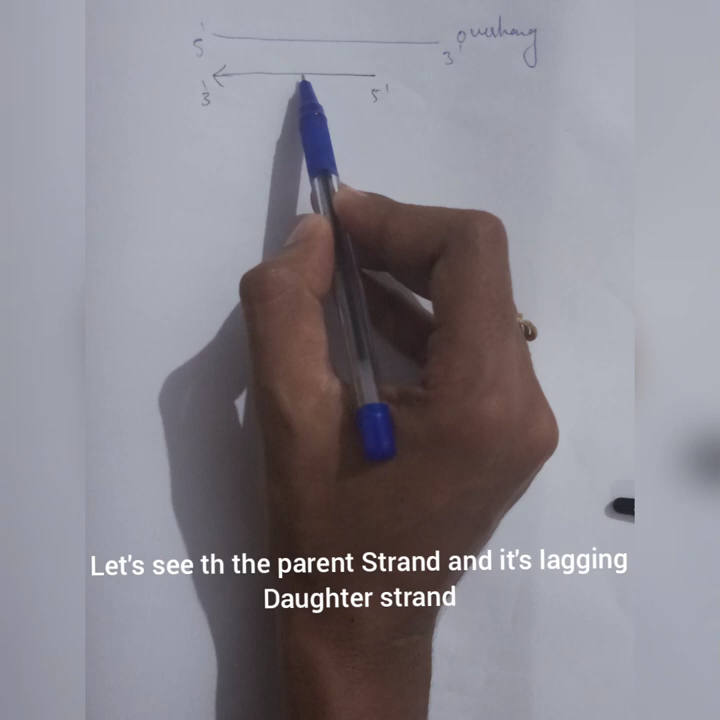 5' 3' Overhang
3' 5'
Let's see th the parent Strand and it's lagging
Daughter strand